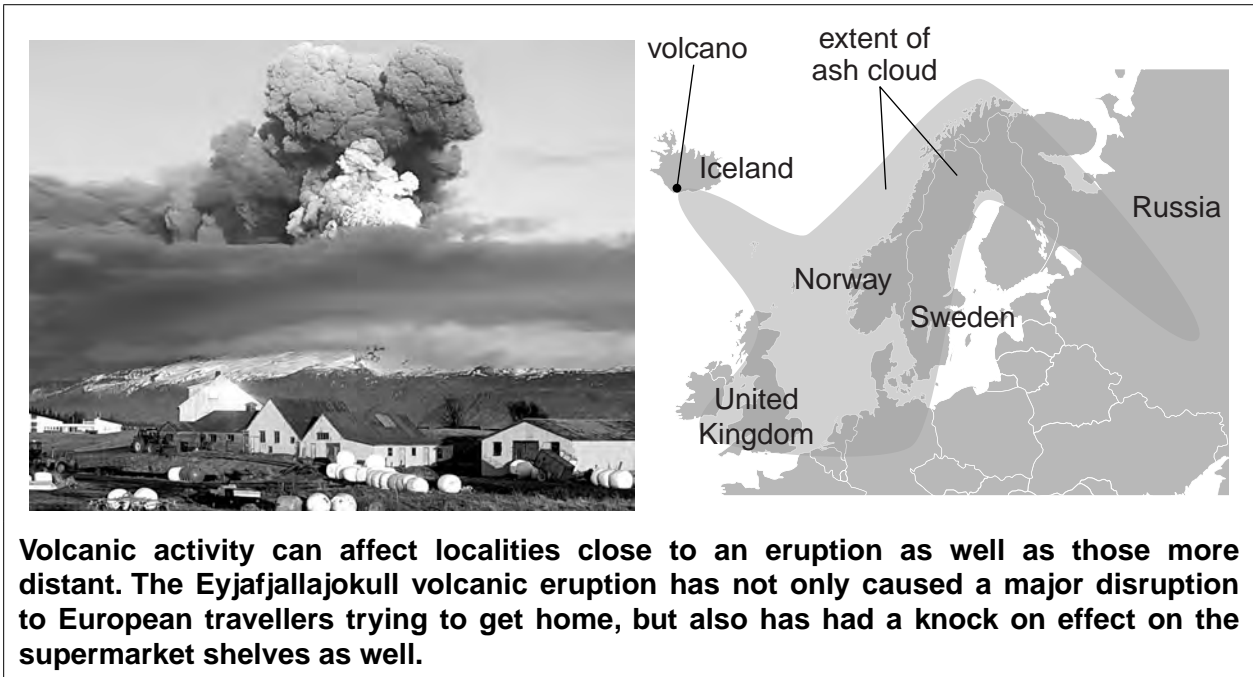 volcano
extent of
ash cloud
Iceland
Russia
Norway
Sweden
United
Kingdom
Volcanic activity can affect localities close to an eruption as well as those more
distant. The Eyjafjallajokull volcanic eruption has not only caused a major disruption
to European travellers trying to get home, but also has had a knock on effect on the
supermarket shelves as well.